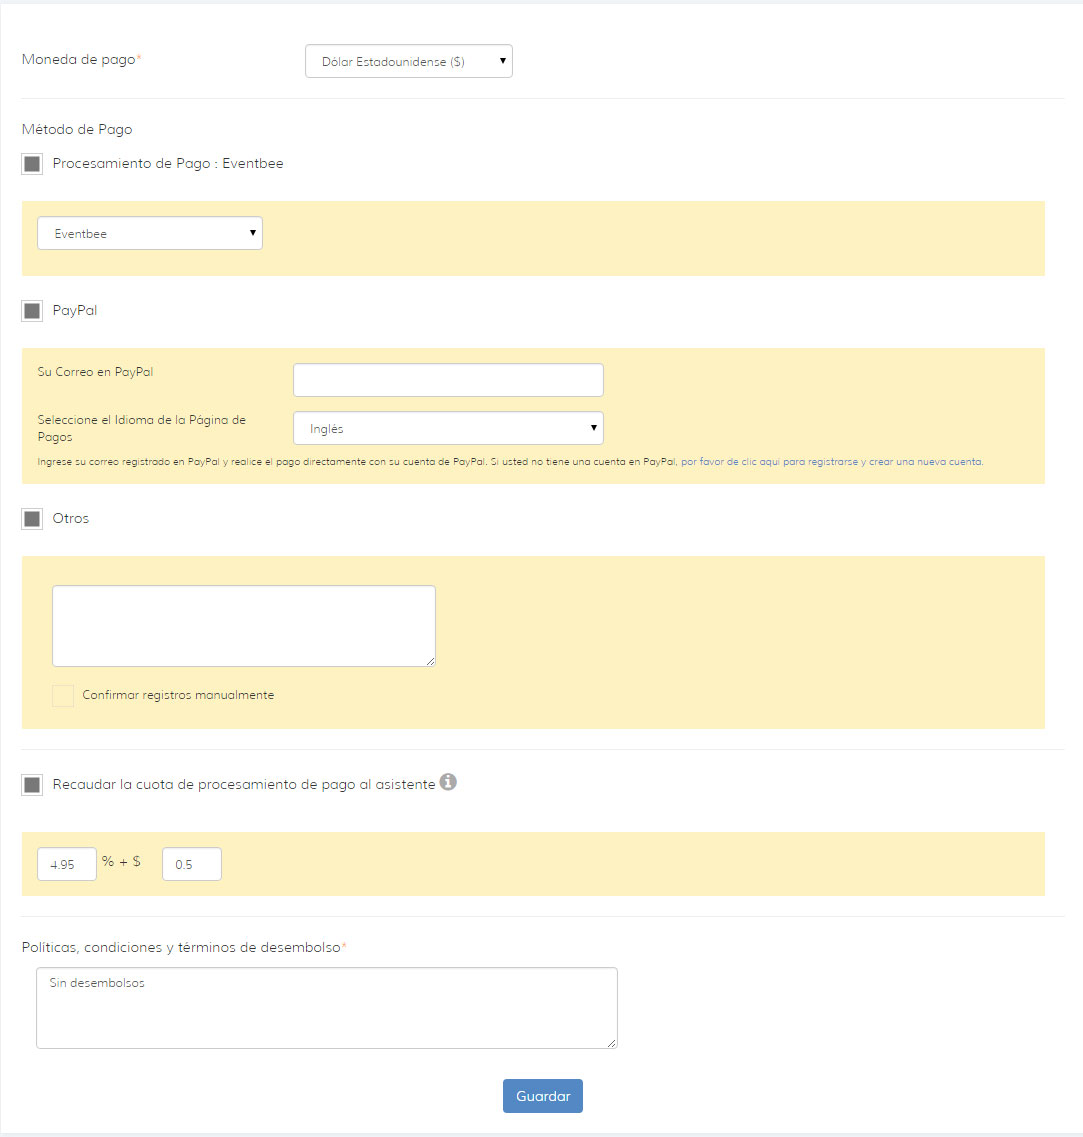 Moneda de pago*
Dólar Estadounidense ($)
Método de Pago
Procesamiento de Pago : Eventbee
Eventbee
PayPal
Su Correo en PayPal
Seleccione el Idioma de la Página de
Pagos
Inglés
Ingrese su correo registrado en PayPal y realice el pago directamente con su cuenta de PayPal. Si usted no tiene una cuenta en PayPal, por favor de clic aqui para registrarse y crear una nueva cuenta.
Otros
Confirmar registros manualmente
Recaudar la cuota de procesamiento de pago al asistente
4.95 % + $ 0.5
Políticas, condiciones y términos de desembolso*
Sin desembolsos
Guardar